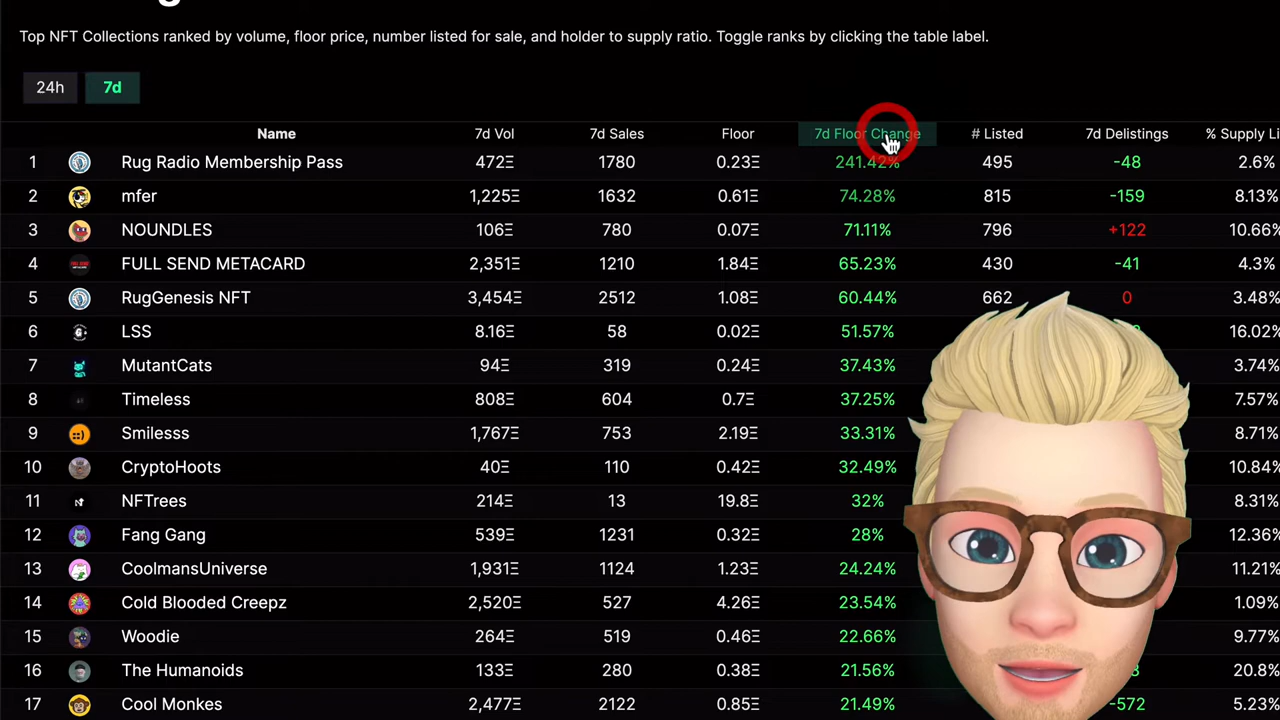 Top NFT Collections ranked by volume, floor price, number listed for sale, and holder to supply ratio. Toggle ranks by clicking the table label.
24h 7d
Name 7d Vol 7d Sales Floor 7d Floor Change # Listed 7d Delistings % Supply Li
1 Rug Radio Membership Pass 472Ξ 1780 0.23Ξ 241.42% 495 -48 2.6%
2 mfer 1,225Ξ 1632 0.61Ξ 74.28% 815 -159 8.13%
3 NOUNDLES 106Ξ 780 0.07Ξ 71.11% 796 +122 10.66%
4 FULL SEND METACARD 2,351Ξ 1210 1.84Ξ 65.23% 430 -41 4.3%
5 RugGenesis NFT 3,454Ξ 2512 1.08Ξ 60.44% 662 0 3.48%
6 LSS 8.16Ξ 58 0.02Ξ 51.57% 16.02%
7 MutantCats 94Ξ 319 0.24Ξ 37.43% 3.74%
8 Timeless 808Ξ 604 0.7Ξ 37.25% 7.57%
9 Smilesss 1,767Ξ 753 2.19Ξ 33.31% 8.71%
10 CryptoHoots 40Ξ 110 0.42Ξ 32.49% 10.84%
11 NFTrees 214Ξ 13 19.8Ξ 32% 8.31%
12 Fang Gang 539Ξ 1231 0.32Ξ 28% 12.36%
13 CoolmansUniverse 1,931Ξ 1124 1.23Ξ 24.24% 11.21%
14 Cold Blooded Creepz 2,520Ξ 527 4.26Ξ 23.54% 1.09%
15 Woodie 264Ξ 519 0.46Ξ 22.66% 9.77%
16 The Humanoids 133Ξ 280 0.38Ξ 21.56% 20.8%
17 Cool Monkes 2,477Ξ 2122 0.85Ξ 21.49% -572 5.23%